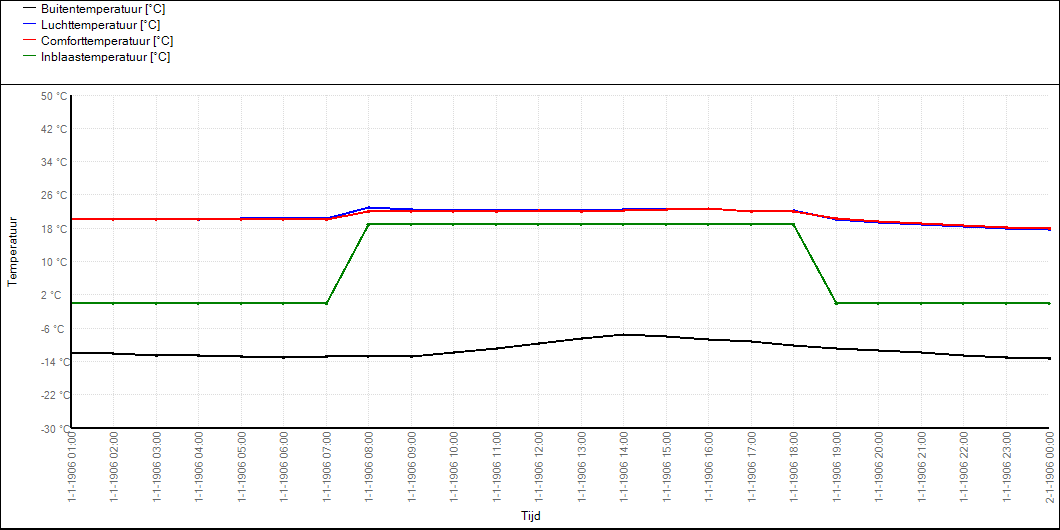 Buitentemperatuur [°C]
Luchttemperatuur [°C]
Comforttemperatuur [°C]
Inblaastemperatuur [°C]
Temperatuur
50 °C
42 °C
34 °C
26 °C
18 °C
10 °C
2 °C
-6 °C
-14 °C
-22 °C
-30 °C
1-1-1906 01:00
1-1-1906 02:00
1-1-1906 03:00
1-1-1906 04:00
1-1-1906 05:00
1-1-1906 06:00
1-1-1906 07:00
1-1-1906 08:00
1-1-1906 09:00
1-1-1906 10:00
1-1-1906 11:00
1-1-1906 12:00
1-1-1906 13:00
1-1-1906 14:00
1-1-1906 15:00
1-1-1906 16:00
1-1-1906 17:00
1-1-1906 18:00
1-1-1906 19:00
1-1-1906 20:00
1-1-1906 21:00
1-1-1906 22:00
1-1-1906 23:00
2-1-1906 00:00
Tijd